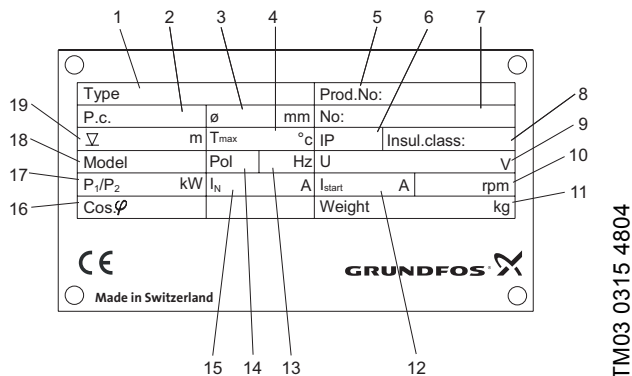 1 2 3 4 5 6 7
Type Prod.No:
P.c. ø mm No:
19 m Tmax °c IP Insul.class: 8
18 Model Pol Hz U V 9
17 P₁/P₂ kW I_N A I_start A rpm 10
16 Cos.φ Weight kg 11
CE GRUNDFOS
Made in Switzerland
15 14 13 12
TM03 0315 4804